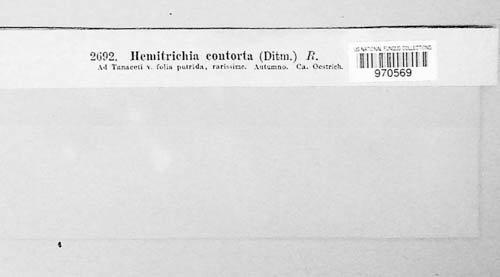 2692. Hemitrichia contorta (Ditm.) R.
Ad Tanaceti v. folia putrida, rarissime. Autumno. Ca. Oestrich.
US NATIONAL FUNGUS COLLECTIONS
970569